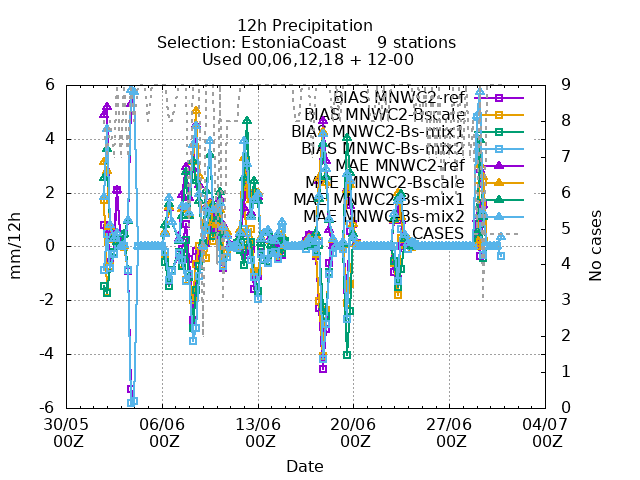 12h Precipitation
Selection: EstoniaCoast 9 stations
Used 00,06,12,18 + 12-00
BIAS MNWC2-ref
BIAS MNWC2-Bscale
BIAS MNWC2-Bs-mix1
BIAS MNWC-Bs-mix2
MAE MNWC2-ref
MAE MNWC2-Bscale
MAE MNWC2-Bs-mix1
MAE MNWC-Bs-mix2
CASES
6
4
2
0
-2
-4
-6
mm/12h
9
8
7
6
5
4
3
2
1
0
No cases
30/05 06/06 13/06 20/06 27/06 04/07
00Z 00Z 00Z 00Z 00Z 00Z
Date